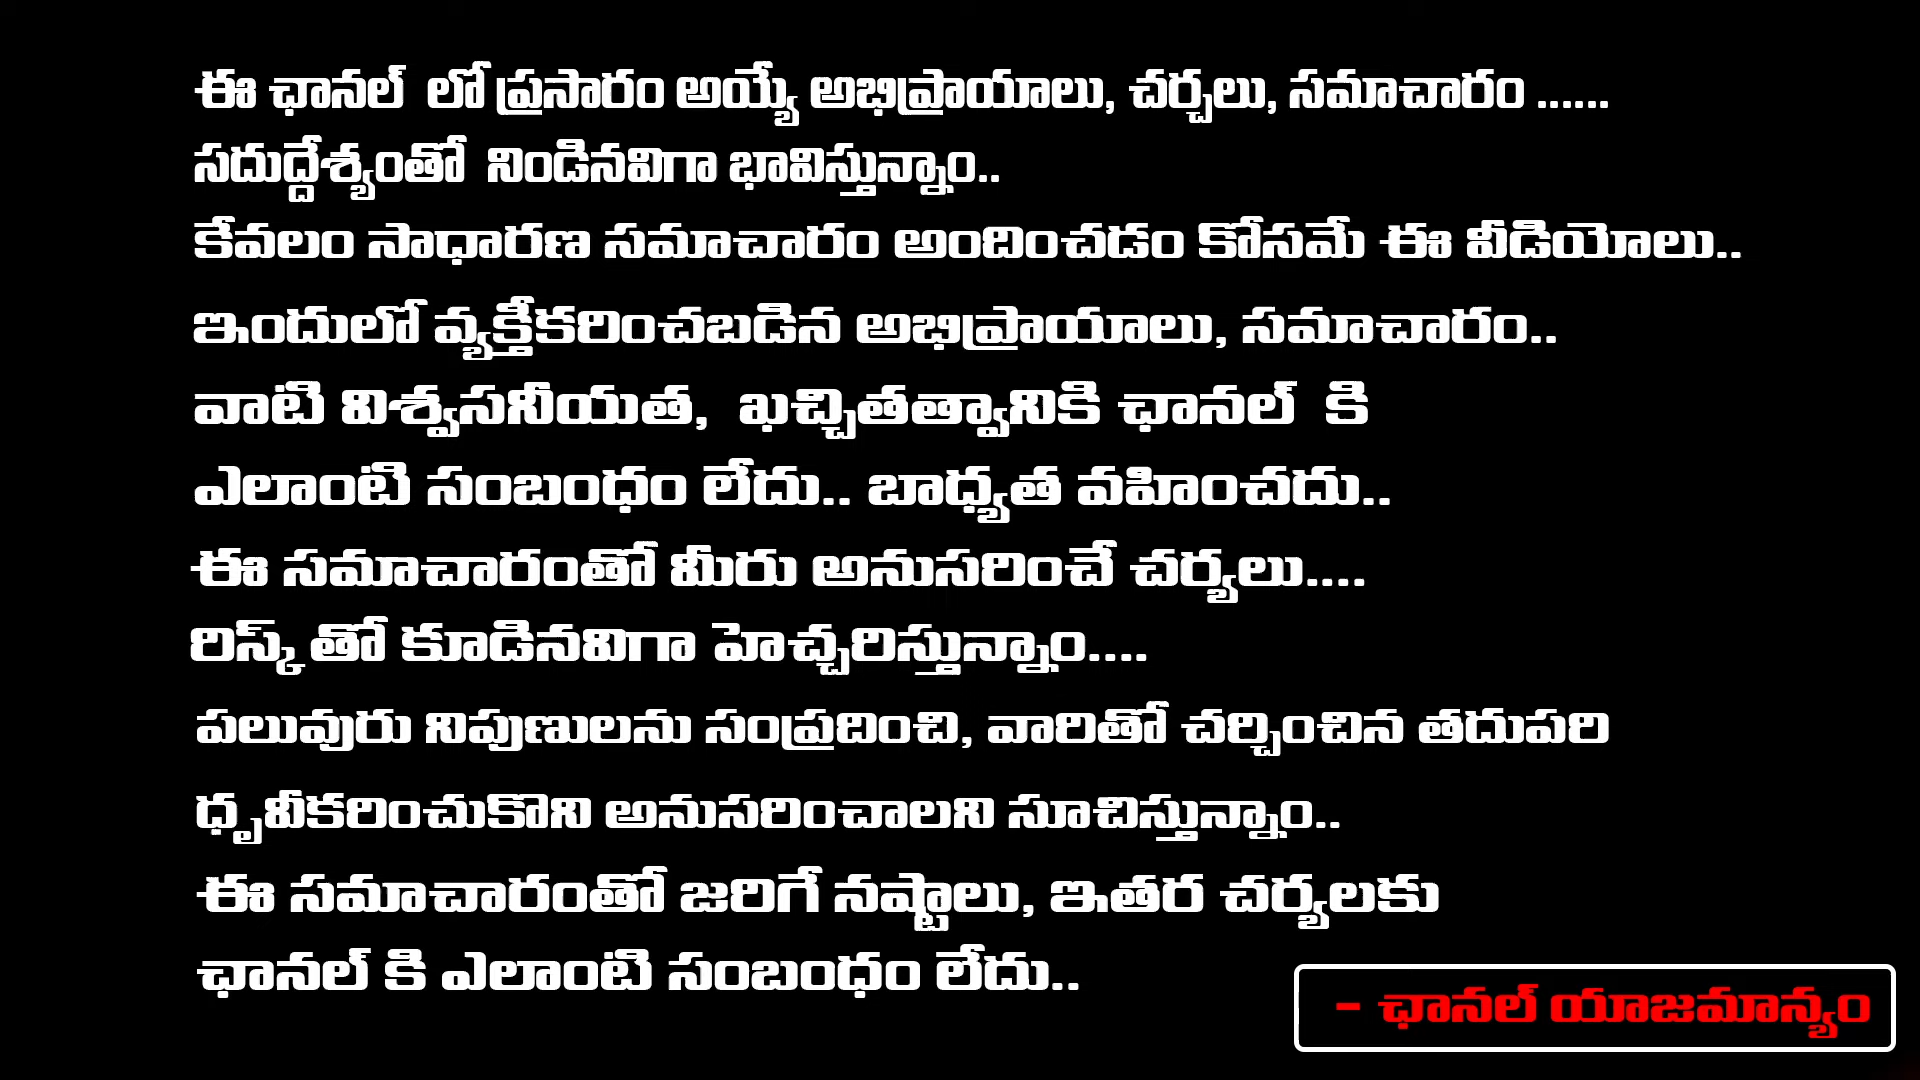 ఈ ఛానల్ లో ప్రసారం అయ్యే అభిప్రాయాలు, చర్చలు, సమాచారం ......
సదుద్దేశ్యంతో నిండినవిగా భావిస్తున్నాం..
కేవలం సాధారణ సమాచారం అందించడం కోసమే ఈ వీడియోలు..
ఇందులో వ్యక్తీకరించబడిన అభిప్రాయాలు, సమాచారం..
వాటి విశ్వసనీయత, ఖచ్చితత్వానికి ఛానల్ కి
ఎలాంటి సంబంధం లేదు.. బాధ్యత వహించదు..
ఈ సమాచారంతో మీరు అనుసరించే చర్యలు....
రిస్క్ తో కూడినవిగా హెచ్చరిస్తున్నాం....
పలువురు నిపుణులను సంప్రదించి, వారితో చర్చించిన తదుపరి
ధృవీకరించుకొని అనుసరించాలని సూచిస్తున్నాం..
ఈ సమాచారంతో జరిగే నష్టాలు, ఇతర చర్యలకు
ఛానల్ కి ఎలాంటి సంబంధం లేదు..
- ఛానల్ యాజమాన్యం